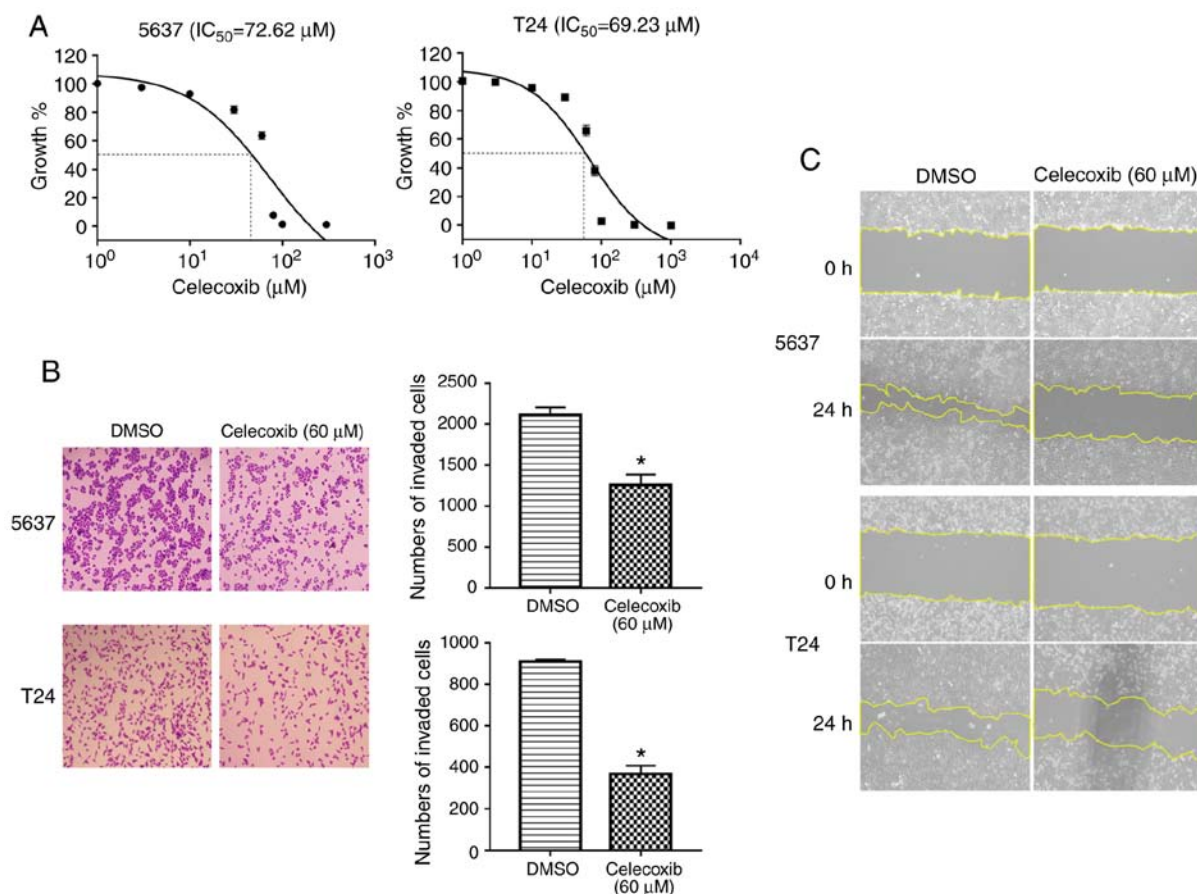 A
5637 (IC50=72.62 μM)
120
100
80
60
40
120
0
Growth %
10^0
10^1
10^2
10^3
Celecoxib (μM)
T24 (IC50=69.23 μM)
120
100
80
60
40
120
0
Growth %
10^0
10^1
10^2
10^3
10^4
Celecoxib (μM)
B
DMSO
Celecoxib (60 μM)
5637
T24
2500
2000
1260
1000
500
0
Numbers of invaded cells
*
DMSO
Celecoxib
(60 μM)
1000
800
600
400
200
0
Numbers of invaded cells
*
DMSO
Celecoxib
(60 μM)
C
DMSO
Celecoxib (60 μM)
0 h
5637
24 h
0 h
T24
24 h